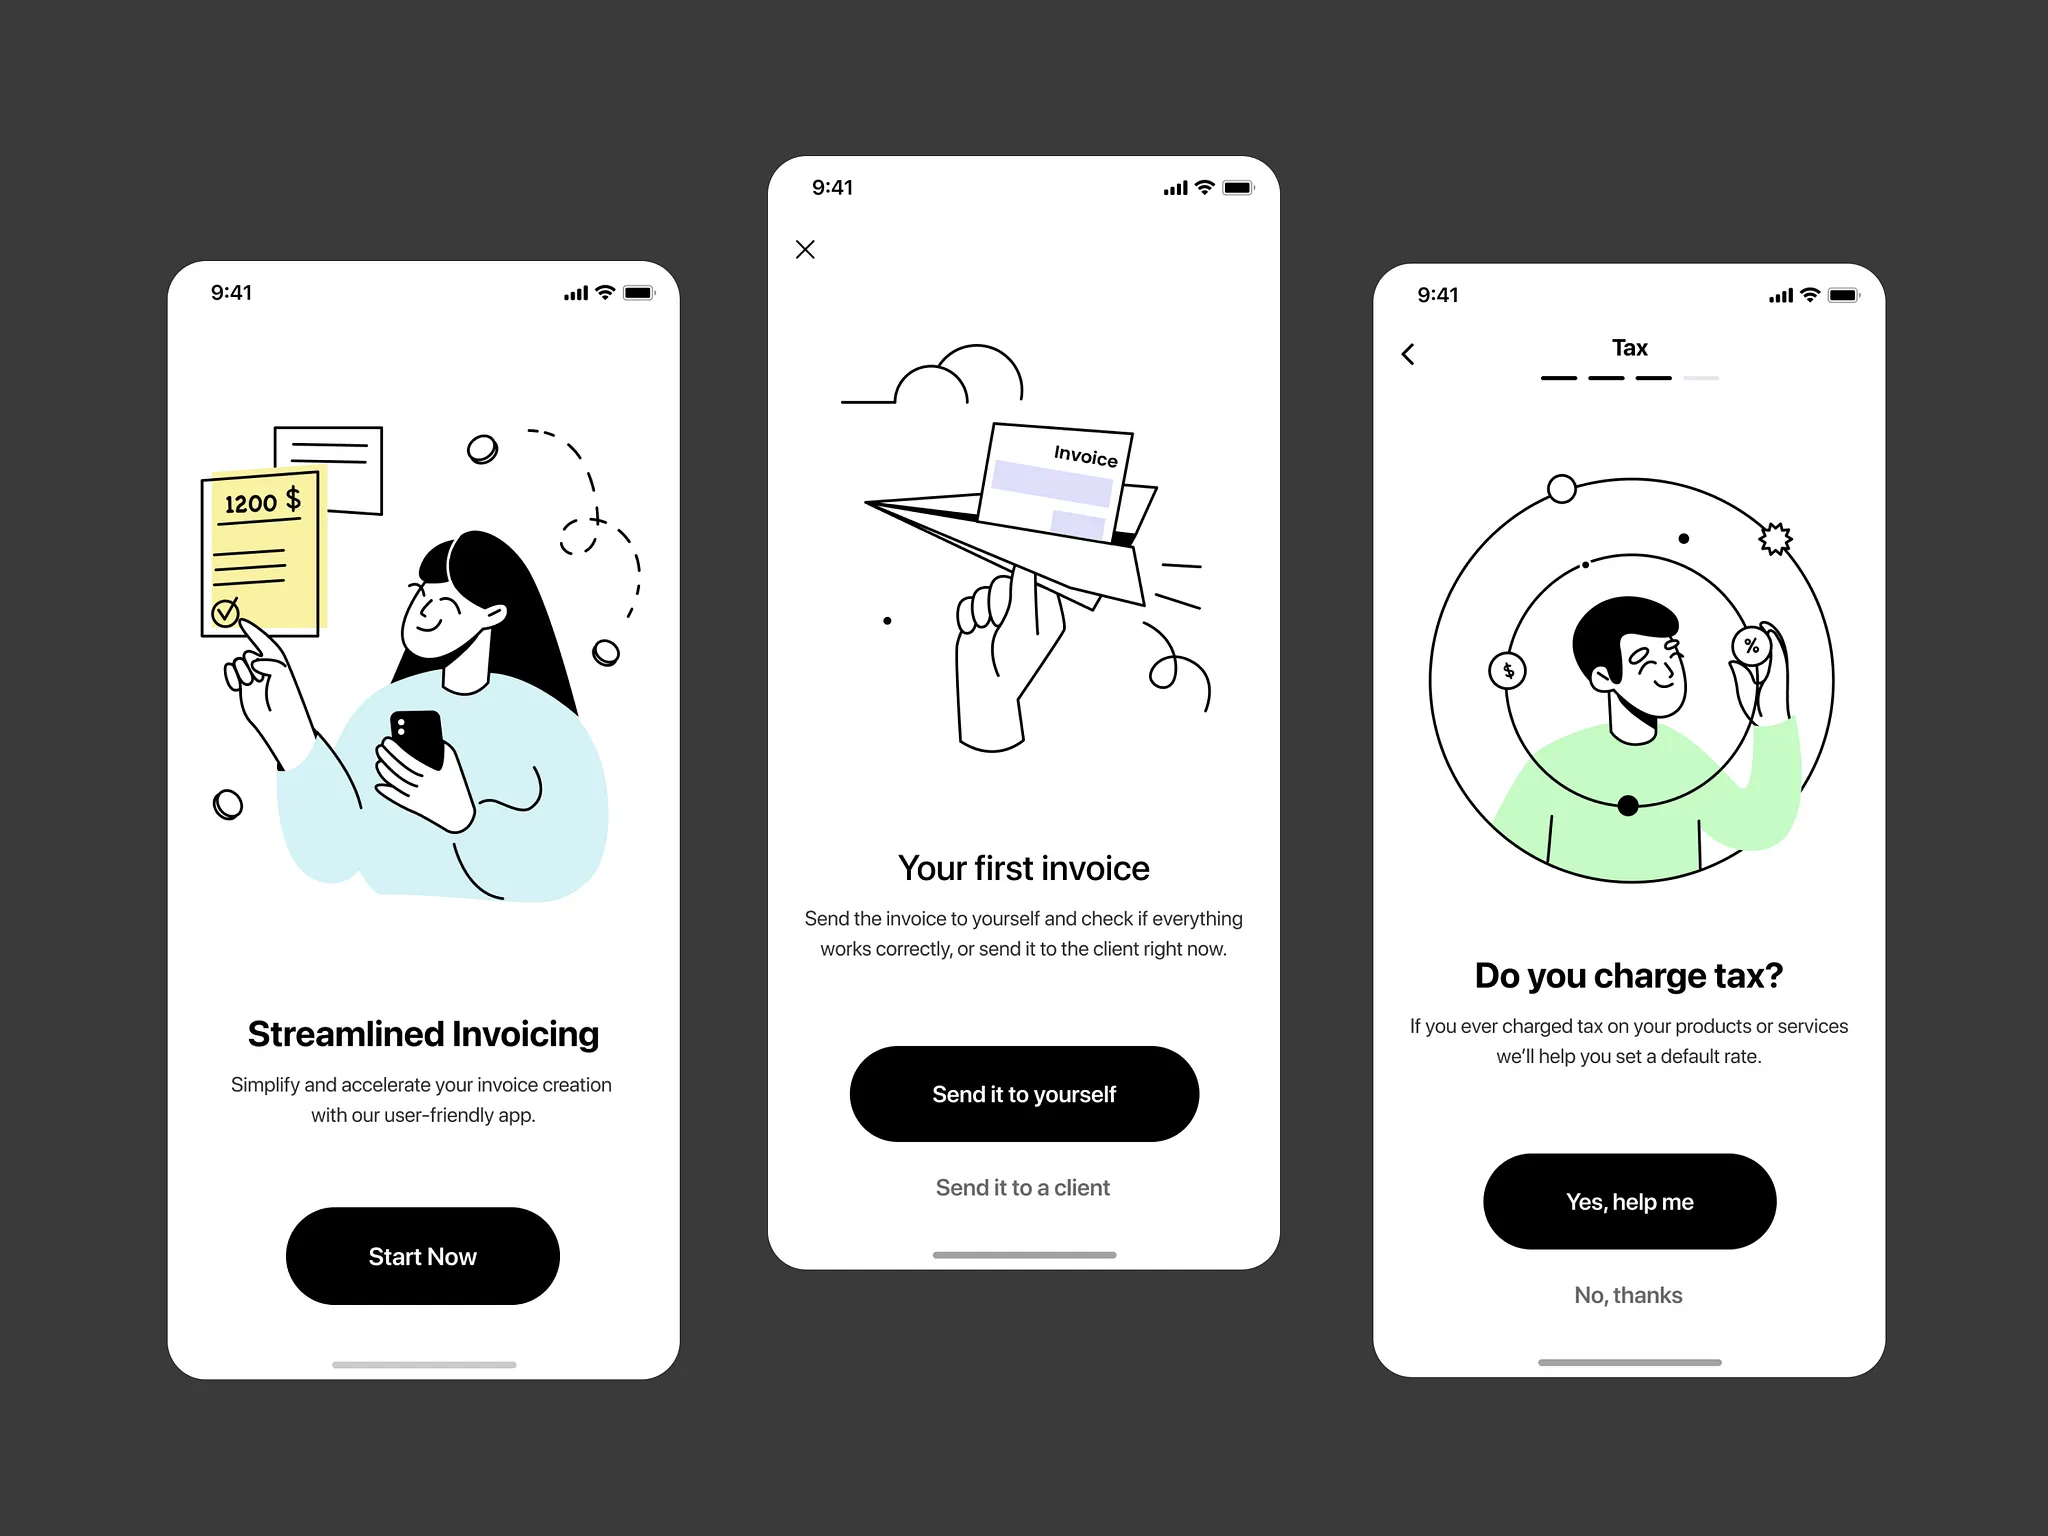 9:41
1200 $
Streamlined Invoicing
Simplify and accelerate your invoice creation
with our user-friendly app.
Start Now
9:41
Invoice
Your first invoice
Send the invoice to yourself and check if everything
works correctly, or send it to the client right now.
Send it to yourself
Send it to a client
9:41
Tax
$
%
Do you charge tax?
If you ever charged tax on your products or services
we’ll help you set a default rate.
Yes, help me
No, thanks